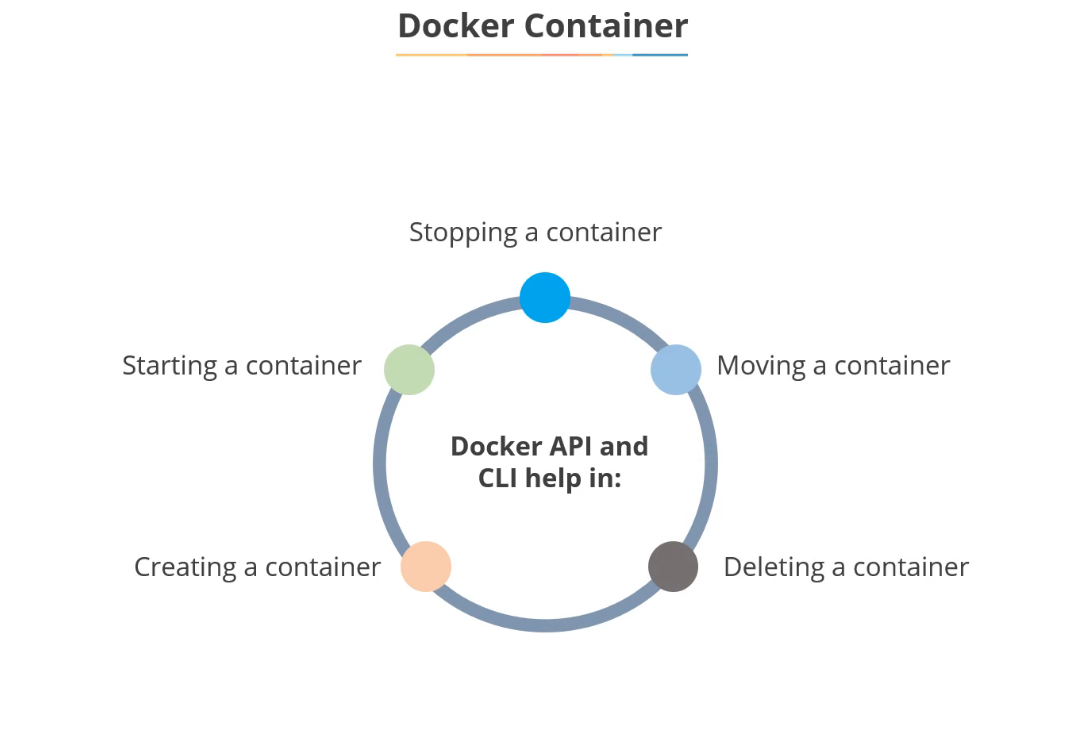 Docker Container
Stopping a container
Starting a container
Moving a container
Docker API and
CLI help in:
Creating a container
Deleting a container